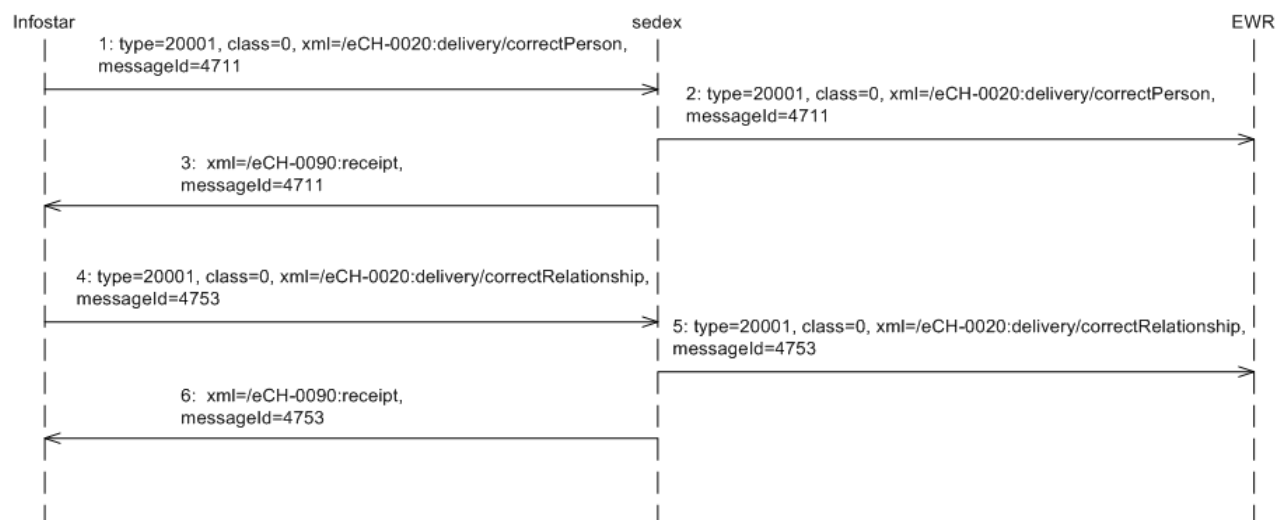 Infostar
sedex
EWR
1: type=20001, class=0, xml=/eCH-0020:delivery/correctPerson,
messageId=4711
2: type=20001, class=0, xml=/eCH-0020:delivery/correctPerson,
messageId=4711
3:  xml=/eCH-0090:receipt,
messageId=4711
4: type=20001, class=0, xml=/eCH-0020:delivery/correctRelationship,
messageId=4753
5: type=20001, class=0, xml=/eCH-0020:delivery/correctRelationship,
messageId=4753
6:  xml=/eCH-0090:receipt,
messageId=4753